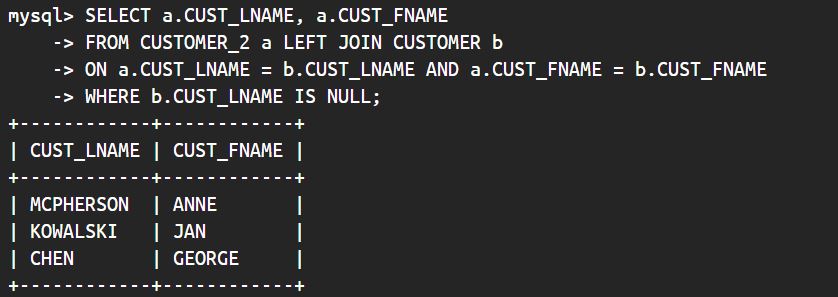 mysql> SELECT a.CUST_LNAME, a.CUST_FNAME
    -> FROM CUSTOMER_2 a LEFT JOIN CUSTOMER b
    -> ON a.CUST_LNAME = b.CUST_LNAME AND a.CUST_FNAME = b.CUST_FNAME
    -> WHERE b.CUST_LNAME IS NULL;
+------------+------------+
| CUST_LNAME | CUST_FNAME |
+------------+------------+
| MCPHERSON  | ANNE       |
| KOWALSKI   | JAN        |
| CHEN       | GEORGE     |
+------------+------------+